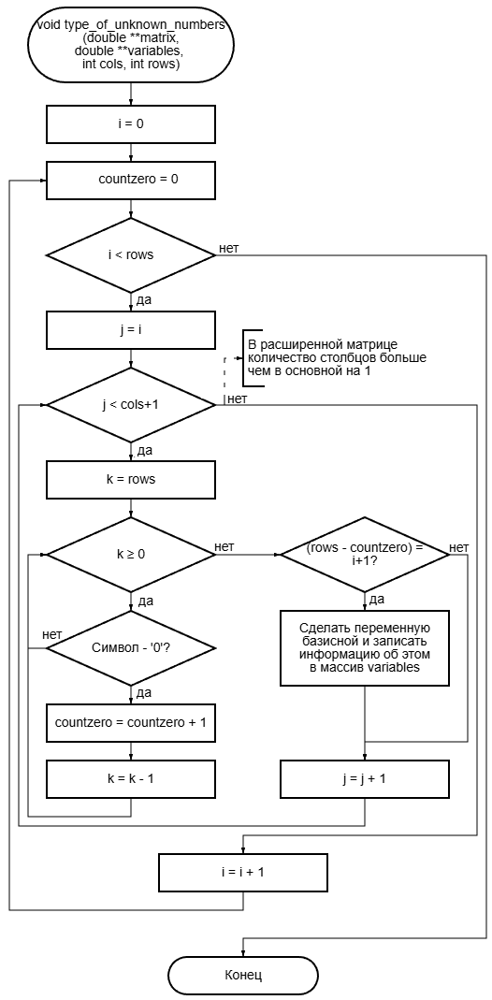 void type_of_unknown_numbers
(double **matrix,
double **variables,
int cols, int rows)
i = 0
countzero = 0
i < rows
нет
да
j = i
В расширенной матрице
количество столбцов больше
чем в основной на 1
j < cols+1
нет
да
k = rows
k ≥ 0
нет
(rows - countzero) =
i+1?
нет
да
да
нет
Символ - '0'?
Сделать переменную
базисной и записать
информацию об этом
в массив variables
да
countzero = countzero + 1
k = k - 1
j = j + 1
i = i + 1
Конец